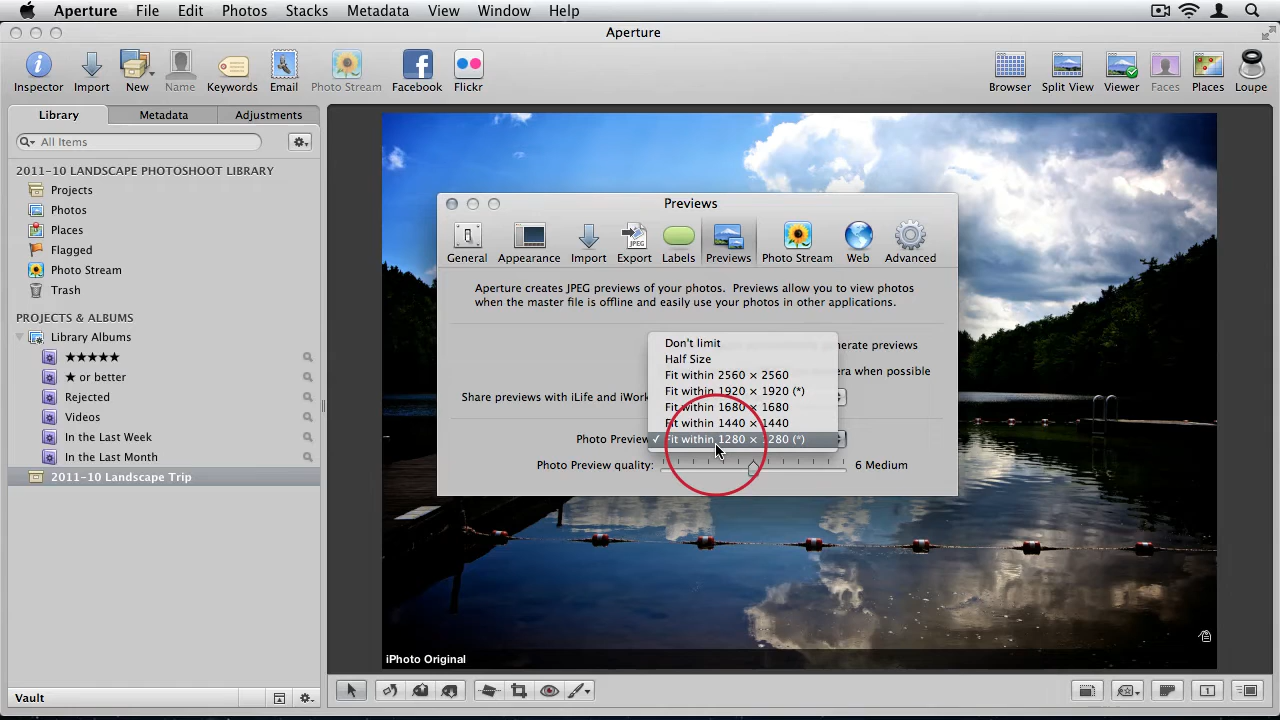 Aperture File Edit Photos Stacks Metadata View Window Help
Aperture
Inspector Import New Name Keywords Email Photo Stream Facebook Flickr Browser Split View Viewer Faces Places Loupe
Library Metadata Adjustments
All Items
2011-10 LANDSCAPE PHOTOSHOOT LIBRARY
Projects
Photos
Places
Flagged
Photo Stream
Trash
PROJECTS & ALBUMS
Library Albums
★★★★★
★ or better
Rejected
Videos
In the Last Week
In the Last Month
2011-10 Landscape Trip
Vault
Previews
General Appearance Import Export Labels Previews Photo Stream Web Advanced
JPEG
Aperture creates JPEG previews of your photos. Previews allow you to view photos
when the master file is offline and easily use your photos in other applications.
generate previews
when possible
Share previews with iLife and iWork
Don't limit
Half Size
Fit within 2560 × 2560
Fit within 1920 × 1920 (*)
Fit within 1680 × 1680
Fit within 1440 × 1440
Photo Preview ✓ Fit within 1280 × 1280 (*)
Photo Preview quality: 6 Medium
iPhoto Original
1